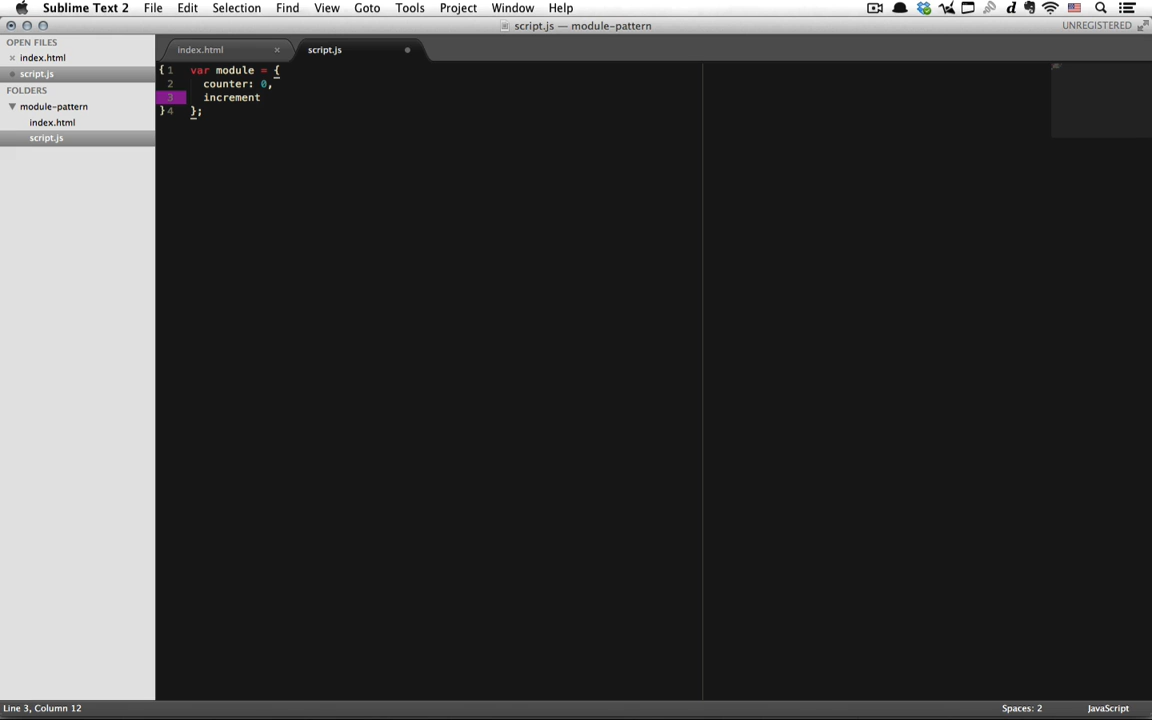 Sublime Text 2 File Edit Selection Find View Goto Tools Project Window Help
script.js — module-pattern
UNREGISTERED
OPEN FILES
index.html
script.js
FOLDERS
module-pattern
index.html
script.js
index.html
script.js
1 var module = {
2 counter: 0,
3 increment
4 };
Line 3, Column 12
Spaces: 2
JavaScript